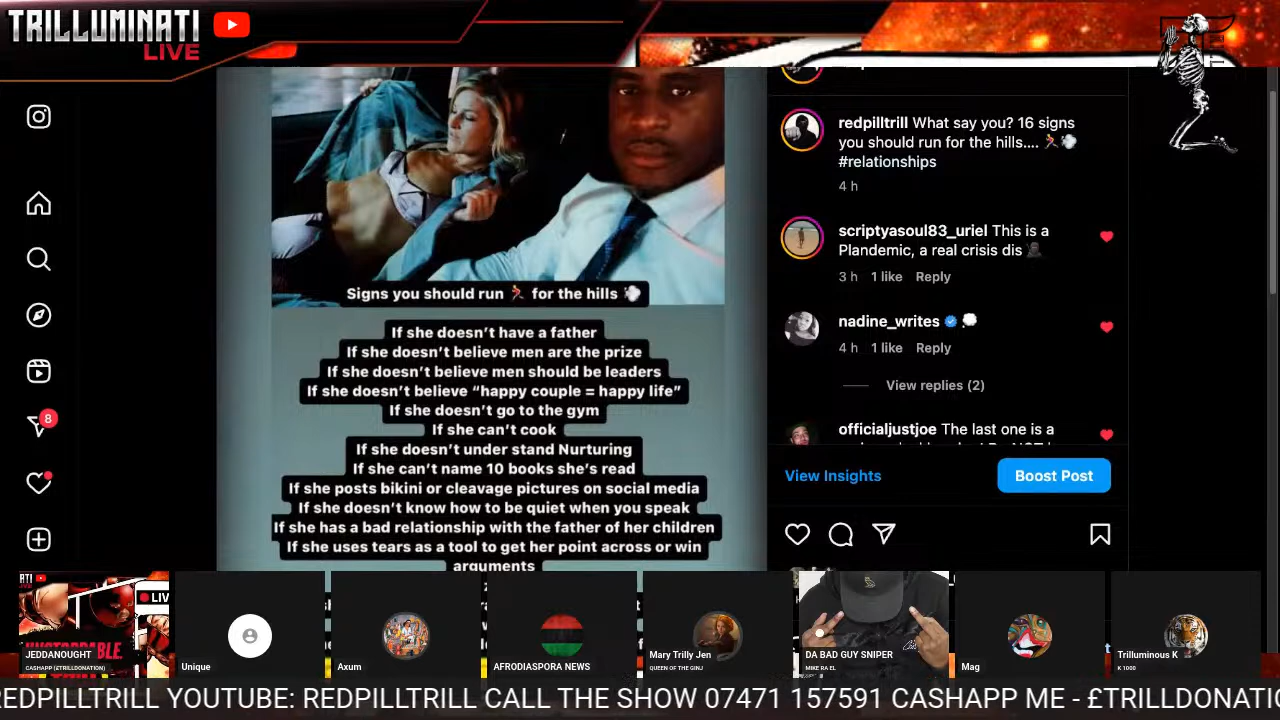 TRILLUMINATI
LIVE
redpilltrill What say you? 16 signs
you should run for the hills.... 🏃💨
#relationships
4 h
scriptyasoul83_uriel This is a
Plandemic, a real crisis dis
3 h 1 like Reply
nadine_writes 💭
4 h 1 like Reply
View replies (2)
officialjustjoe The last one is a
View Insights
Boost Post
Signs you should run 🏃 for the hills 💨
If she doesn’t have a father
If she doesn’t believe men are the prize
If she doesn’t believe men should be leaders
If she doesn’t believe “happy couple = happy life”
If she doesn’t go to the gym
If she can’t cook
If she doesn’t under stand Nurturing
If she can’t name 10 books she’s read
If she posts bikini or cleavage pictures on social media
If she doesn’t know how to be quiet when you speak
If she has a bad relationship with the father of her children
If she uses tears as a tool to get her point across or win
arguments
8
JEDDANOUGHT
CASHAPP (£TRILLDONATION)
Unique
Axum
AFRODIASPORA NEWS
Mary Trilly Jen
QUEEN OF THE GINJ
DA BAD GUY SNIPER
MIKE RA EL
Mag
Trilluminous K
K 1000
REDPILLTRILL YOUTUBE: REDPILLTRILL CALL THE SHOW 07471 157591 CASHAPP ME - £TRILLDONATIO